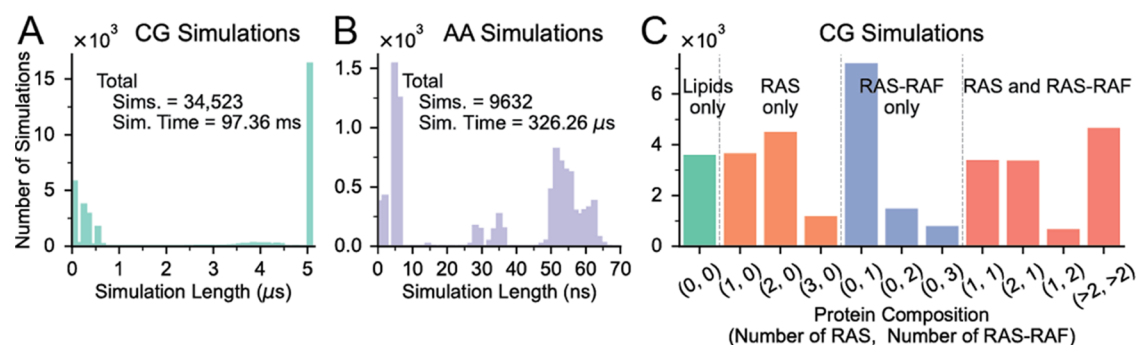 A
×10³
CG Simulations
Number of Simulations
15
10
5
0
Total
Sims. = 34,523
Sim. Time = 97.36 ms
0 1 2 3 4 5
Simulation Length (μs)
B
×10³
AA Simulations
1.5
1.0
0.5
0.0
Total
Sims. = 9632
Sim. Time = 326.26 μs
0 10 20 30 40 50 60 70
Simulation Length (ns)
C
×10³
CG Simulations
6
4
2
0
Lipids
only
RAS
only
RAS-RAF
only
RAS and RAS-RAF
(0, 0) (1, 0) (2, 0) (3, 0) (0, 1) (0, 2) (0, 3) (1, 1) (2, 1) (1, 2) (>2, >2)
Protein Composition
(Number of RAS, Number of RAS-RAF)